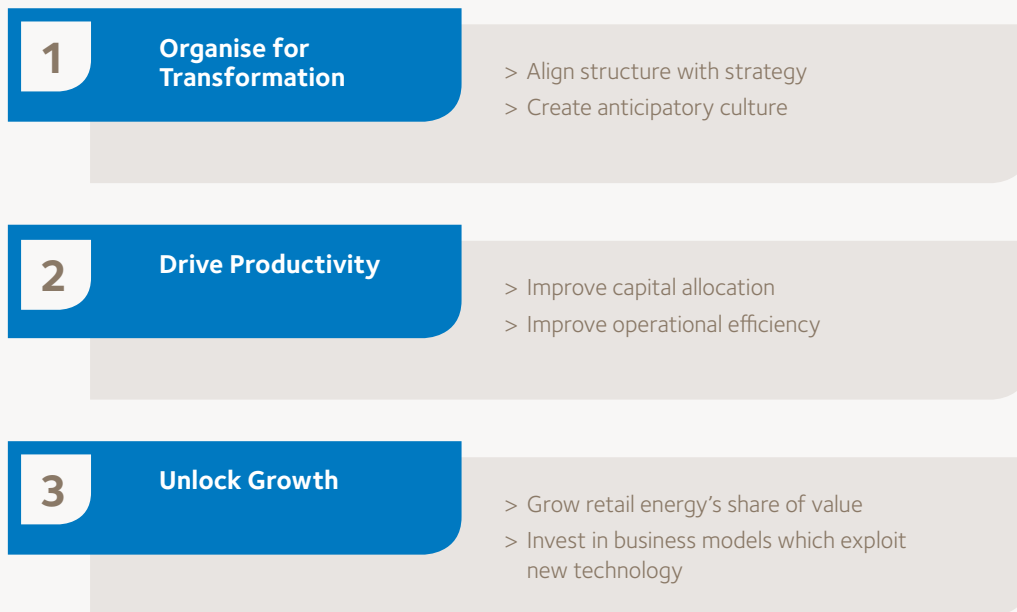 1
Organise for
Transformation
> Align structure with strategy
> Create anticipatory culture
2
Drive Productivity
> Improve capital allocation
> Improve operational efficiency
3
Unlock Growth
> Grow retail energy’s share of value
> Invest in business models which exploit
new technology